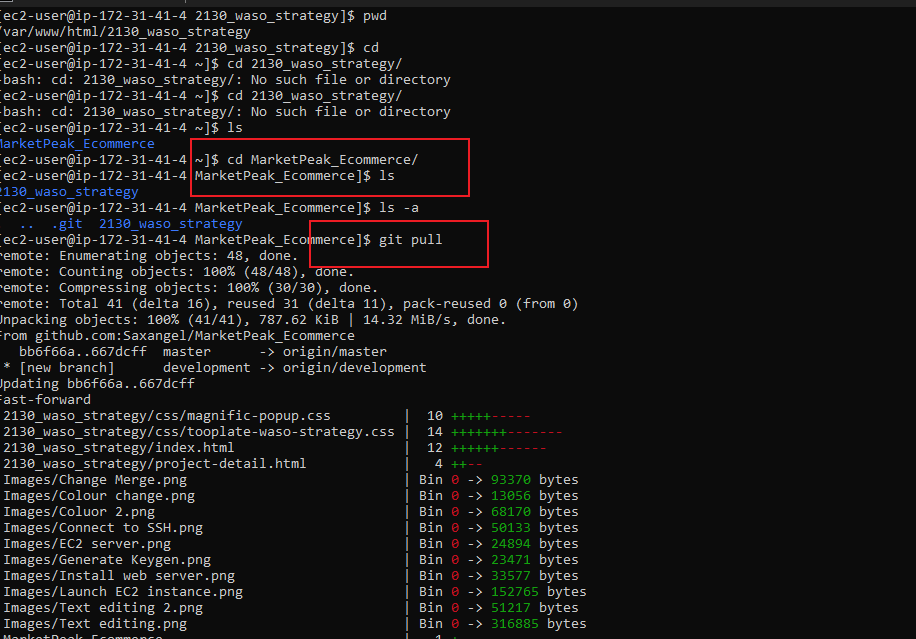 [ec2-user@ip-172-31-41-4 2130_waso_strategy]$ pwd
/var/www/html/2130_waso_strategy
[ec2-user@ip-172-31-41-4 2130_waso_strategy]$ cd
[ec2-user@ip-172-31-41-4 ~]$ cd 2130_waso_strategy/
-bash: cd: 2130_waso_strategy/: No such file or directory
[ec2-user@ip-172-31-41-4 ~]$ cd 2130_waso_strategy/
-bash: cd: 2130_waso_strategy/: No such file or directory
[ec2-user@ip-172-31-41-4 ~]$ ls
MarketPeak_Ecommerce
[ec2-user@ip-172-31-41-4 ~]$ cd MarketPeak_Ecommerce/
[ec2-user@ip-172-31-41-4 MarketPeak_Ecommerce]$ ls
2130_waso_strategy
[ec2-user@ip-172-31-41-4 MarketPeak_Ecommerce]$ ls -a
.. .git 2130_waso_strategy
[ec2-user@ip-172-31-41-4 MarketPeak_Ecommerce]$ git pull
remote: Enumerating objects: 48, done.
remote: Counting objects: 100% (48/48), done.
remote: Compressing objects: 100% (30/30), done.
remote: Total 41 (delta 16), reused 31 (delta 11), pack-reused 0 (from 0)
Unpacking objects: 100% (41/41), 787.62 KiB | 14.32 MiB/s, done.
From github.com:Saxangel/MarketPeak_Ecommerce
bb6f66a..667dcff master -> origin/master
* [new branch] development -> origin/development
Updating bb6f66a..667dcff
Fast-forward
2130_waso_strategy/css/magnific-popup.css | 10 +++++-----
2130_waso_strategy/css/tooplate-waso-strategy.css | 14 +++++++-------
2130_waso_strategy/index.html | 12 ++++++------
2130_waso_strategy/project-detail.html | 4 ++--
Images/Change Merge.png | Bin 0 -> 93370 bytes
Images/Colour change.png | Bin 0 -> 13056 bytes
Images/Coluor 2.png | Bin 0 -> 68170 bytes
Images/Connect to SSH.png | Bin 0 -> 50133 bytes
Images/EC2 server.png | Bin 0 -> 24894 bytes
Images/Generate Keygen.png | Bin 0 -> 23471 bytes
Images/Install web server.png | Bin 0 -> 33577 bytes
Images/Launch EC2 instance.png | Bin 0 -> 152765 bytes
Images/Text editing 2.png | Bin 0 -> 51217 bytes
Images/Text editing.png | Bin 0 -> 316885 bytes
MarketPeak_Ecommerce | 1 +